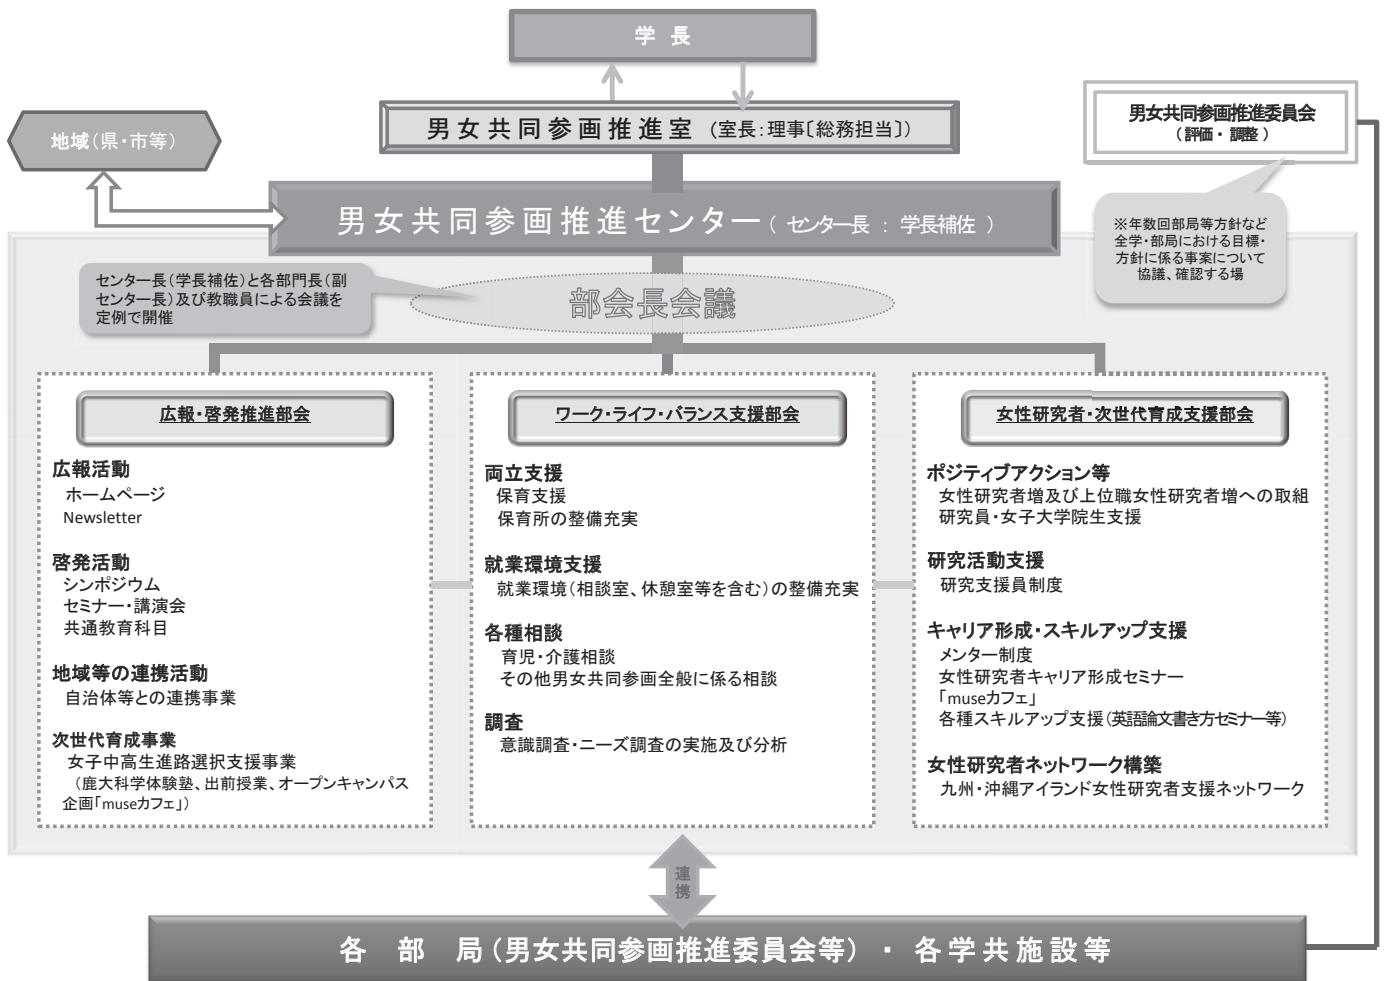 学 長
男女共同参画推進室 (室長:理事〔総務担当〕)
男女共同参画推進委員会
（評価・調整）
地域(県・市等)
男女共同参画推進センター( センター長 : 学長補佐 )
※年数回部局等方針など
全学・部局における目標・
方針に係る事案について
協議、確認する場
センター長(学長補佐)と各部門長(副
センター長)及び教職員による会議を
定例で開催
部会長会議
広報・啓発推進部会
広報活動
ホームページ
Newsletter
啓発活動
シンポジウム
セミナー・講演会
共通教育科目
地域等の連携活動
自治体等との連携事業
次世代育成事業
女子中高生進路選択支援事業
(鹿大科学体験塾、出前授業、オープンキャンパス
企画「museカフェ」)
ワーク・ライフ・バランス支援部会
両立支援
保育支援
保育所の整備充実
就業環境支援
就業環境(相談室、休憩室等を含む)の整備充実
各種相談
育児・介護相談
その他男女共同参画全般に係る相談
調査
意識調査・ニーズ調査の実施及び分析
女性研究者・次世代育成支援部会
ポジティブアクション等
女性研究者増及び上位職女性研究者増への取組
研究員・女子大学院生支援
研究活動支援
研究支援員制度
キャリア形成・スキルアップ支援
メンター制度
女性研究者キャリア形成セミナー
「museカフェ」
各種スキルアップ支援(英語論文書き方セミナー等)
女性研究者ネットワーク構築
九州・沖縄アイランド女性研究者支援ネットワーク
連携
各 部 局(男女共同参画推進委員会等) ・ 各学共施設等